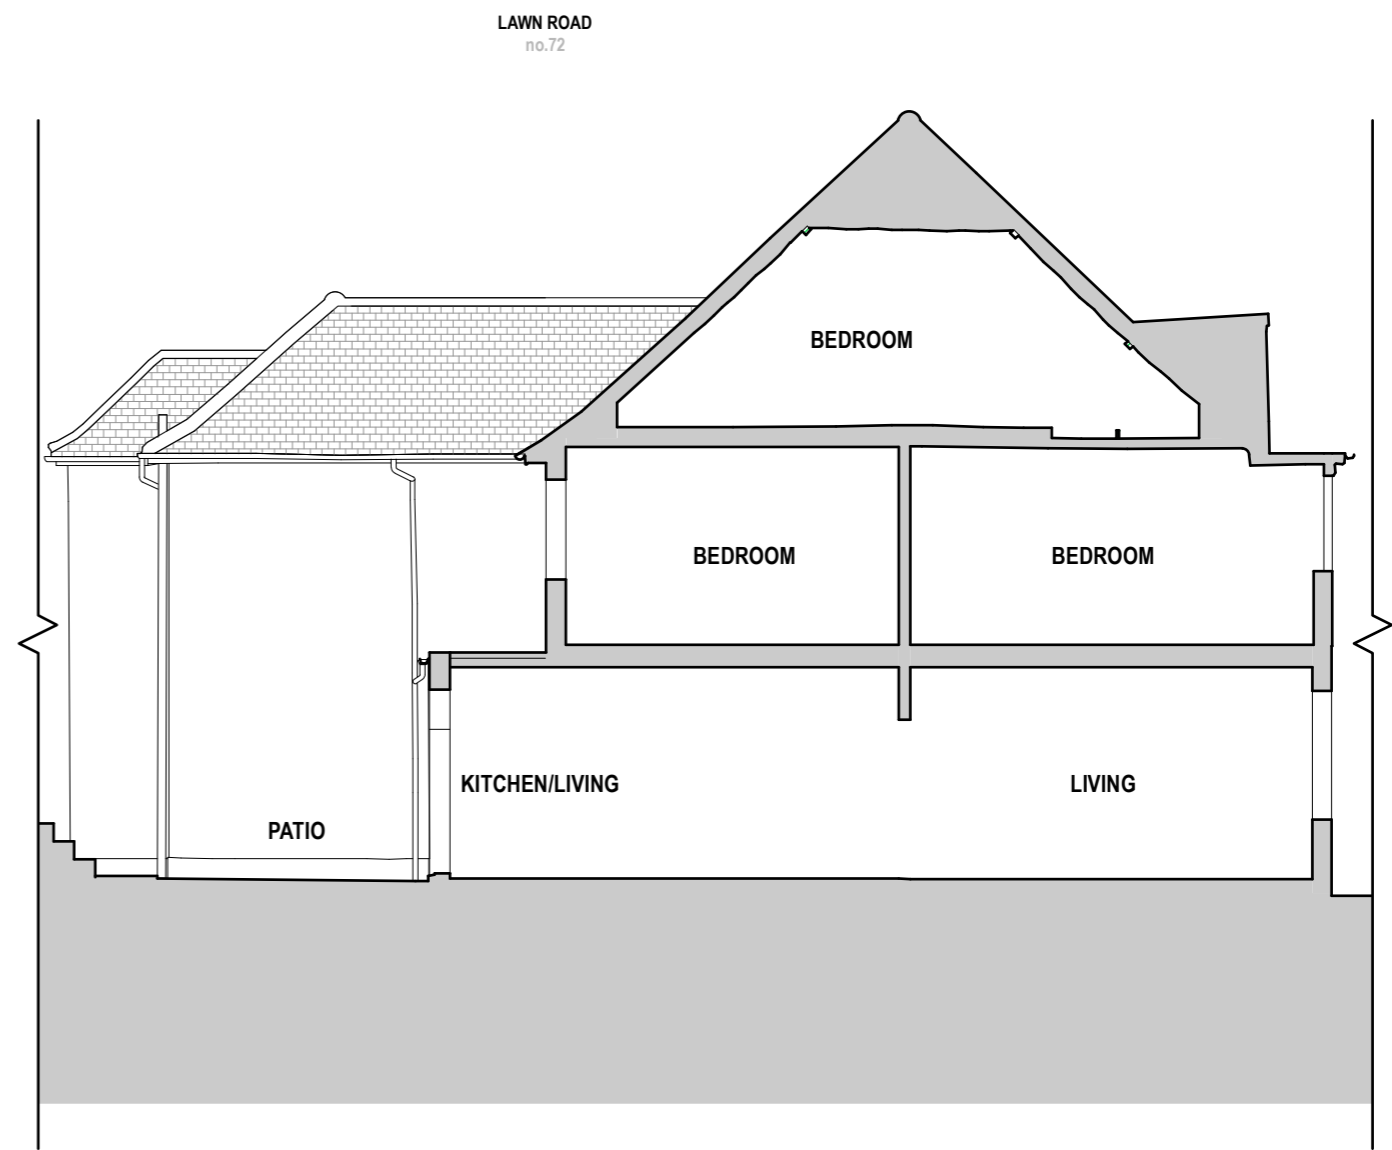 LAWN ROAD
no.72
BEDROOM
BEDROOM BEDROOM
KITCHEN/LIVING LIVING
PATIO